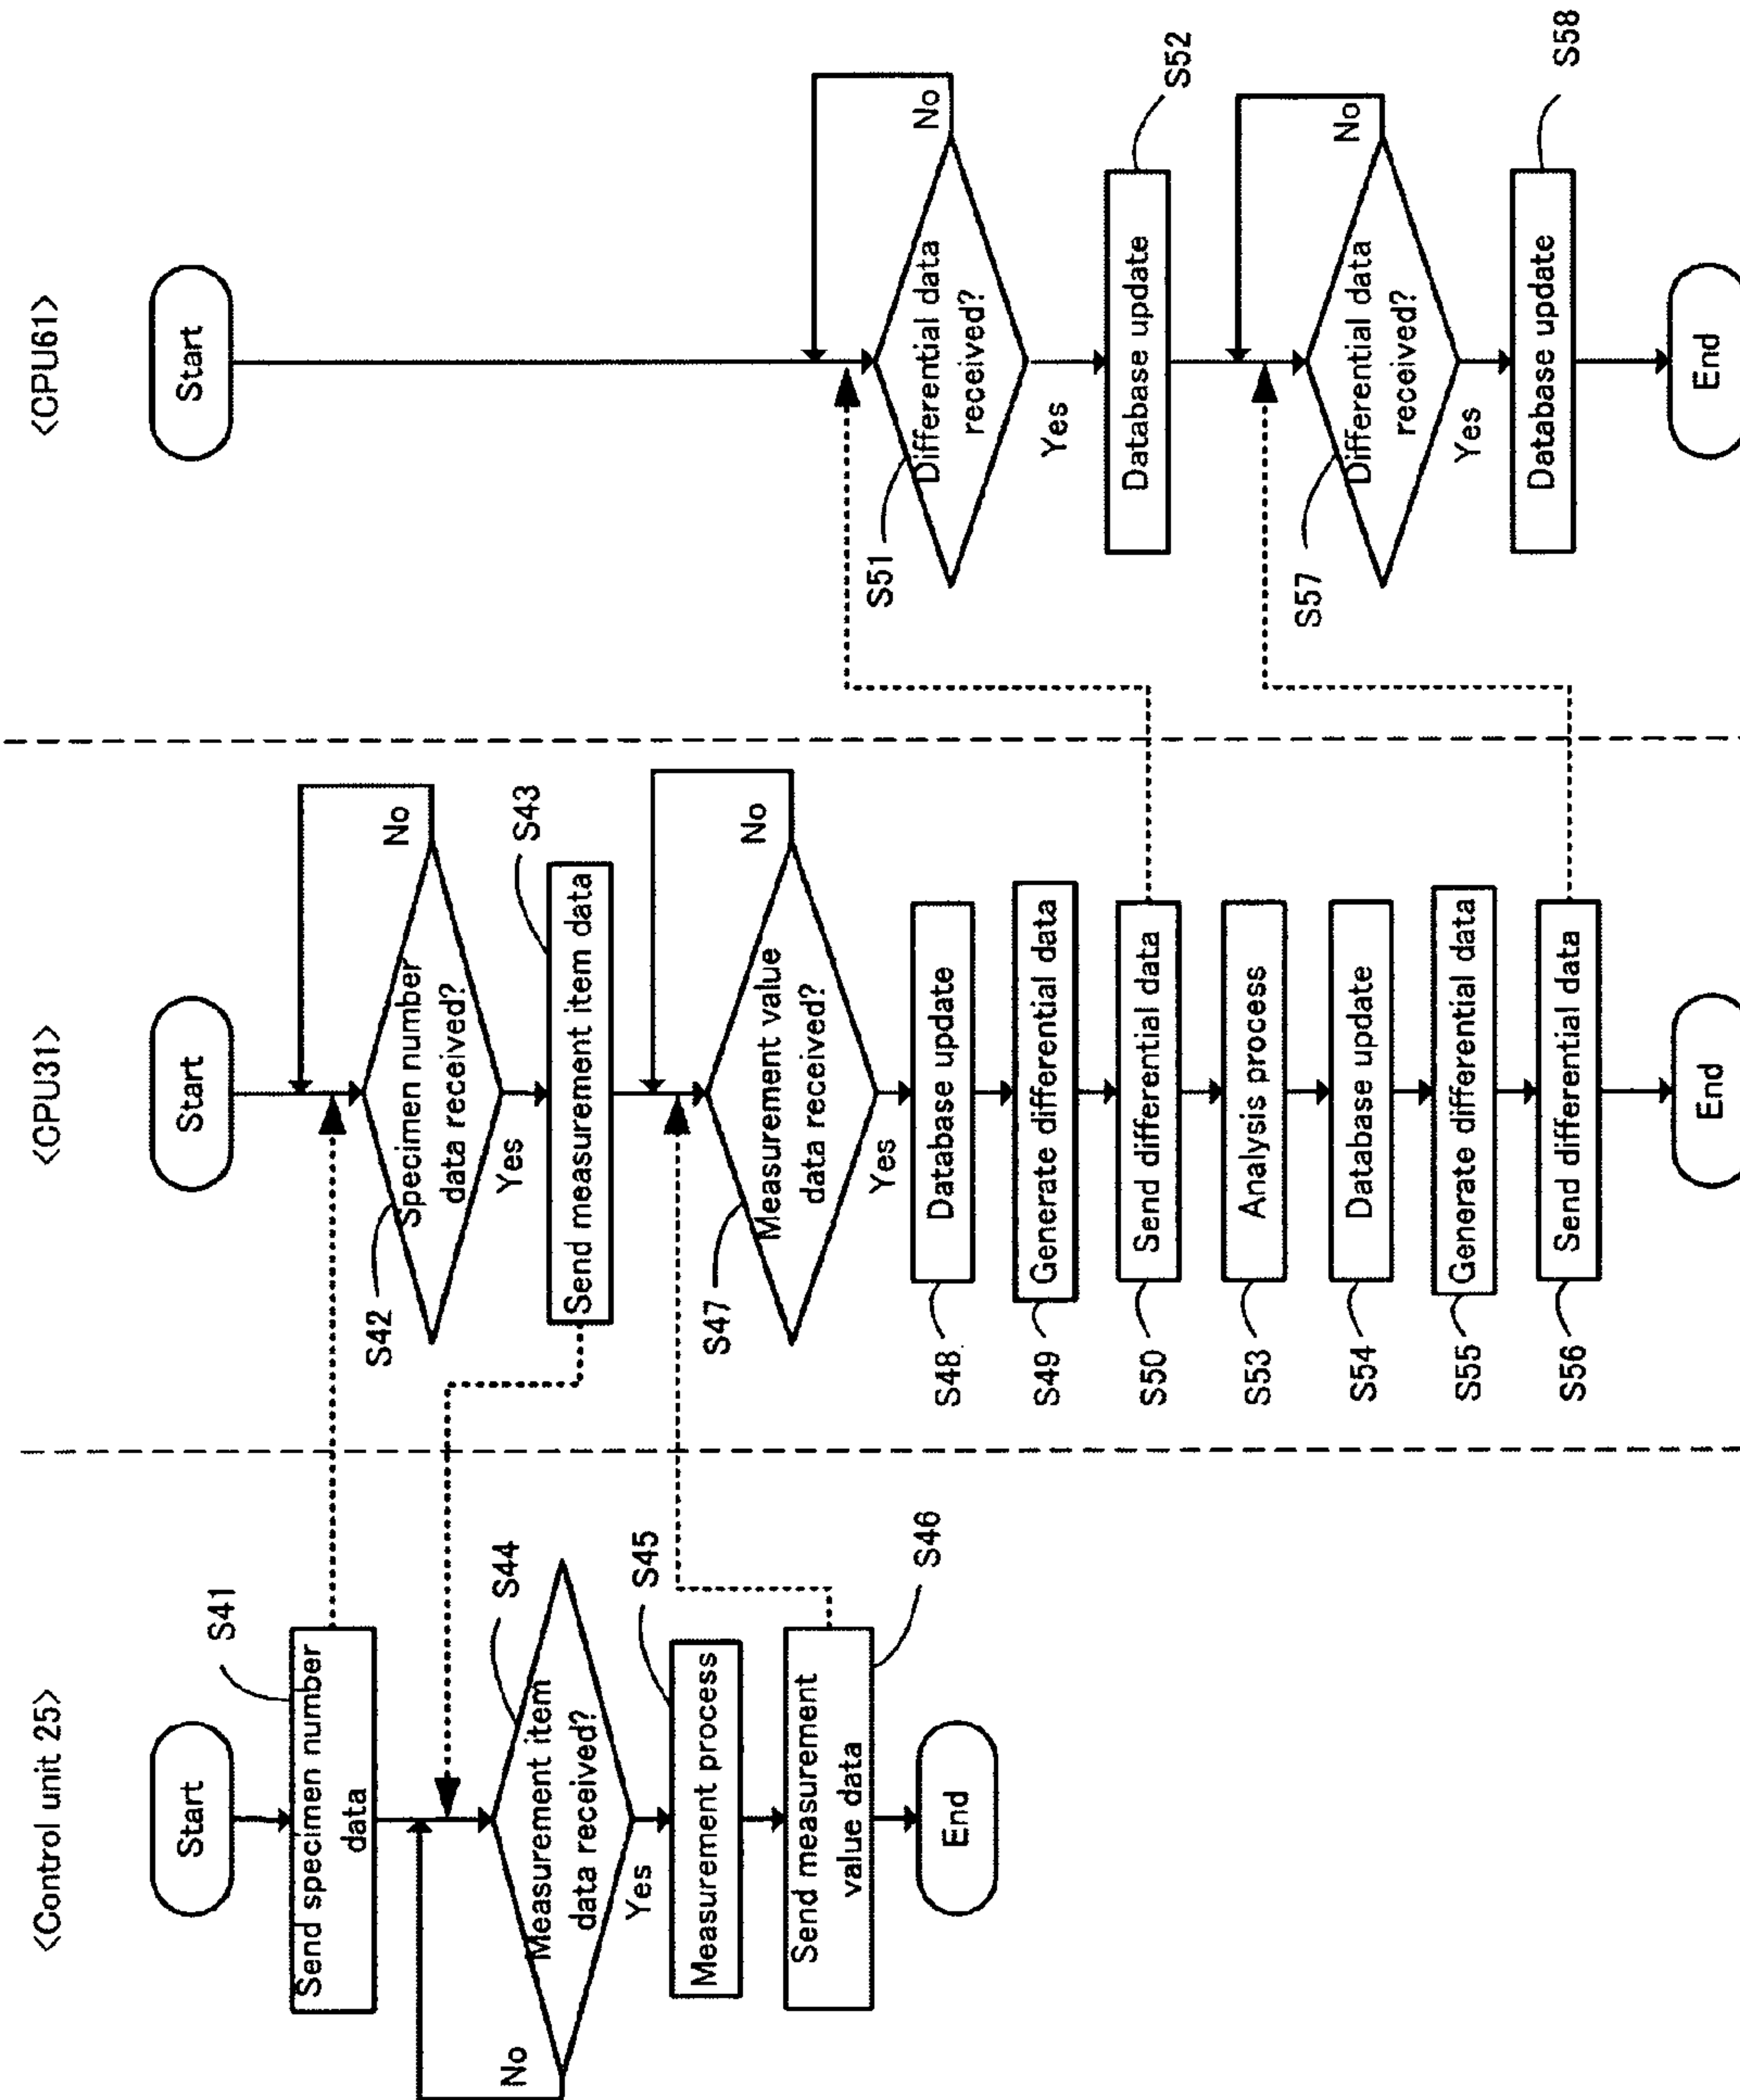 <Control unit 25>
Start
S41
Send specimen number
data
S44
Measurement item
data received?
No
Yes
S45
Measurement process
S46
Send measurement
value data
End
<CPU31>
Start
S42
Specimen number
data received?
No
Yes
S43
Send measurement item data
S47
Measurement value
data received?
No
Yes
S48.
Database update
S49
Generate differential data
S50
Send differential data
S53
Analysis process
S54
Database update
S55
Generate differential data
S56
Send differential data
End
<CPU61>
Start
S51
Differential data
received?
No
Yes
S52
Database update
S57
Differential data
received?
No
Yes
S58
Database update
End